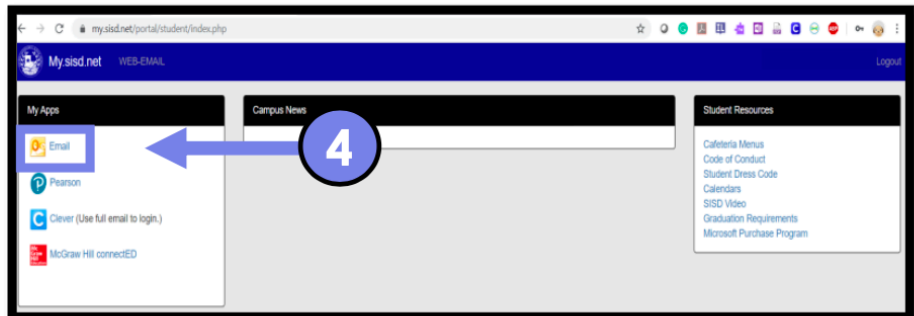 my.sisd.net/portal/student/index.php
My.sisd.net WEB-EMAIL Logout
My Apps
Email
Pearson
Clever (Use full email to login.)
McGraw Hill connectED
Campus News
4
Student Resources
Cafeteria Menus
Code of Conduct
Student Dress Code
Calendars
SISD Video
Graduation Requirements
Microsoft Purchase Program